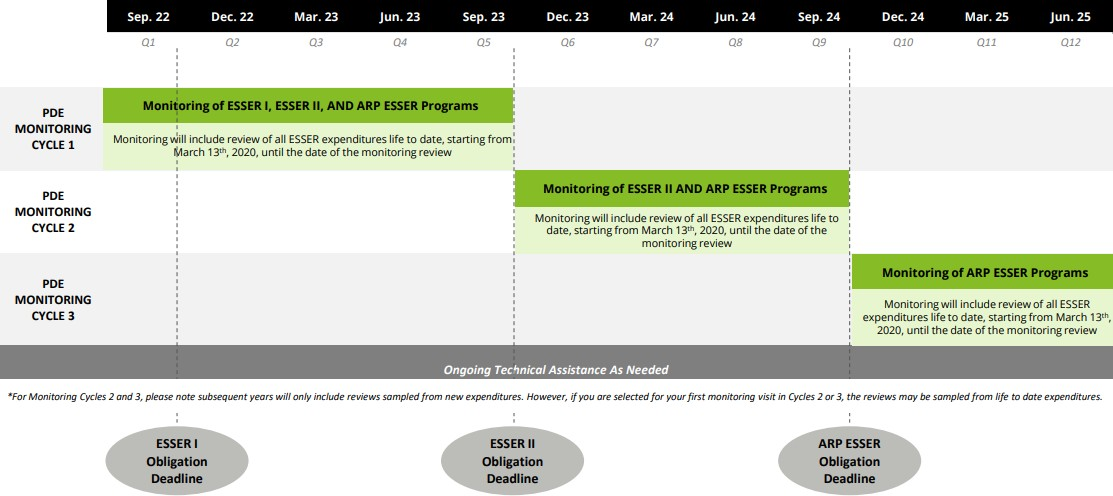 Sep. 22 Dec. 22 Mar. 23 Jun. 23 Sep. 23 Dec. 23 Mar. 24 Jun. 24 Sep. 24 Dec. 24 Mar. 25 Jun. 25
Q1 Q2 Q3 Q4 Q5 Q6 Q7 Q8 Q9 Q10 Q11 Q12
PDE
MONITORING
CYCLE 1
Monitoring of ESSER I, ESSER II, AND ARP ESSER Programs
Monitoring will include review of all ESSER expenditures life to date, starting from
March 13th, 2020, until the date of the monitoring review
PDE
MONITORING
CYCLE 2
Monitoring of ESSER II AND ARP ESSER Programs
Monitoring will include review of all ESSER expenditures life to
date, starting from March 13th, 2020, until the date of the
monitoring review
PDE
MONITORING
CYCLE 3
Monitoring of ARP ESSER Programs
Monitoring will include review of all ESSER
expenditures life to date, starting from March 13th,
2020, until the date of the monitoring review
Ongoing Technical Assistance As Needed
*For Monitoring Cycles 2 and 3, please note subsequent years will only include reviews sampled from new expenditures. However, if you are selected for your first monitoring visit in Cycles 2 or 3, the reviews may be sampled from life to date expenditures.
ESSER I
Obligation
Deadline
ESSER II
Obligation
Deadline
ARP ESSER
Obligation
Deadline